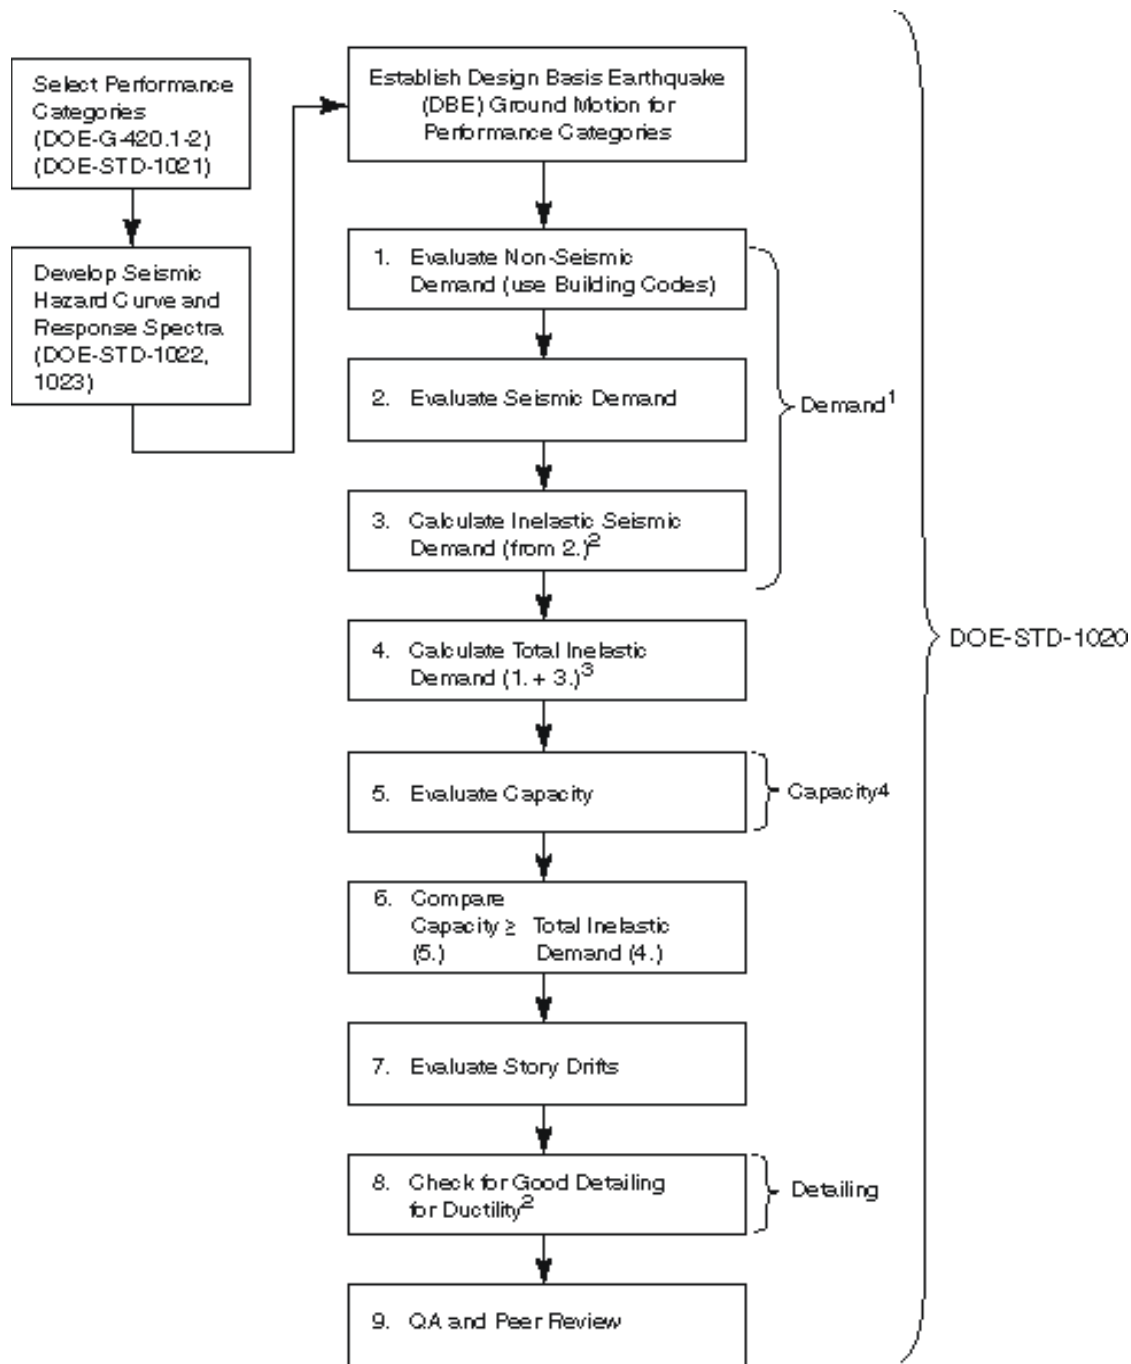 Select Performance
Categories
(DOE-G-420.1-2)
(DOE-STD-1021)
Develop Seismic
Hazard Curve and
Response Spectra
(DOE-STD-1022,
1023)
Establish Design Basis Earthquake
(DBE) Ground Motion for
Performance Categories
1. Evaluate Non-Seismic
Demand (use Building Codes)
2. Evaluate Seismic Demand
3. Calculate Inelastic Seismic
Demand (from 2.)2
Demand1
4. Calculate Total Inelastic
Demand (1. + 3.)3
5. Evaluate Capacity
Capacity4
6. Compare
Capacity ≥ Total Inelastic
(5.) Demand (4.)
7. Evaluate Story Drifts
8. Check for Good Detailing
for Ductility2
Detailing
9. QA and Peer Review
DOE-STD-1020